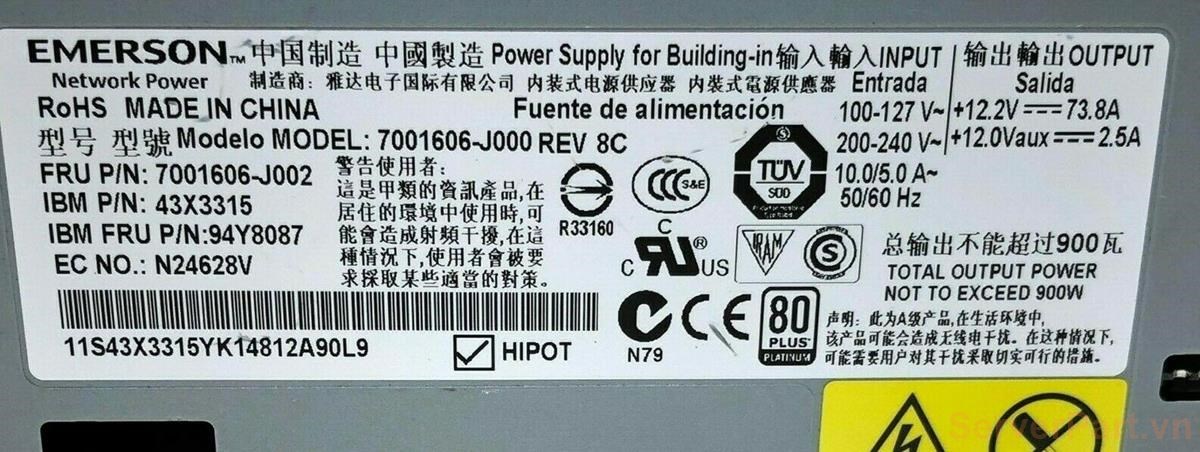 EMERSON™ 中国制造 中國製造 Power Supply for Building-in 输入 輸入 INPUT
输出 輸出 OUTPUT
Network Power 制造商：雅达电子国际有限公司 内装式电源供应器 内裝式電源供應器 Entrada
Salida
RoHS MADE IN CHINA
Fuente de alimentación
100-127 V~
+12.2V 73.8A
型号 型號 Modelo MODEL: 7001606-J000 REV 8C
200-240 V~
+12.0Vaux 2.5A
10.0/5.0 A~
50/60 Hz
FRU P/N: 7001606-J002
IBM P/N: 43X3315
IBM FRU P/N:94Y8087
EC NO.: N24628V
警告使用者：
這是甲類的資訊產品,在
居住的環境中使用時,可
能會造成射頻干擾,在這
種情況下,使用者會被要
求採取某些適當的對策。
R33160
CCC S&E
S
TÜV
SÜD
C
C RU ® US
S
总输出不能超过900瓦
TOTAL OUTPUT POWER
NOT TO EXCEED 900W
11S43X3315YK14812A90L9
HIPOT
N79
CE
80
PLUS
PLATINUM
声明：此为A级产品,在生活环境中,
该产品可能会造成无线电干扰。在这种情况下,
可能需要用户对其干扰采取切实可行的措施。
ServerPart.vn